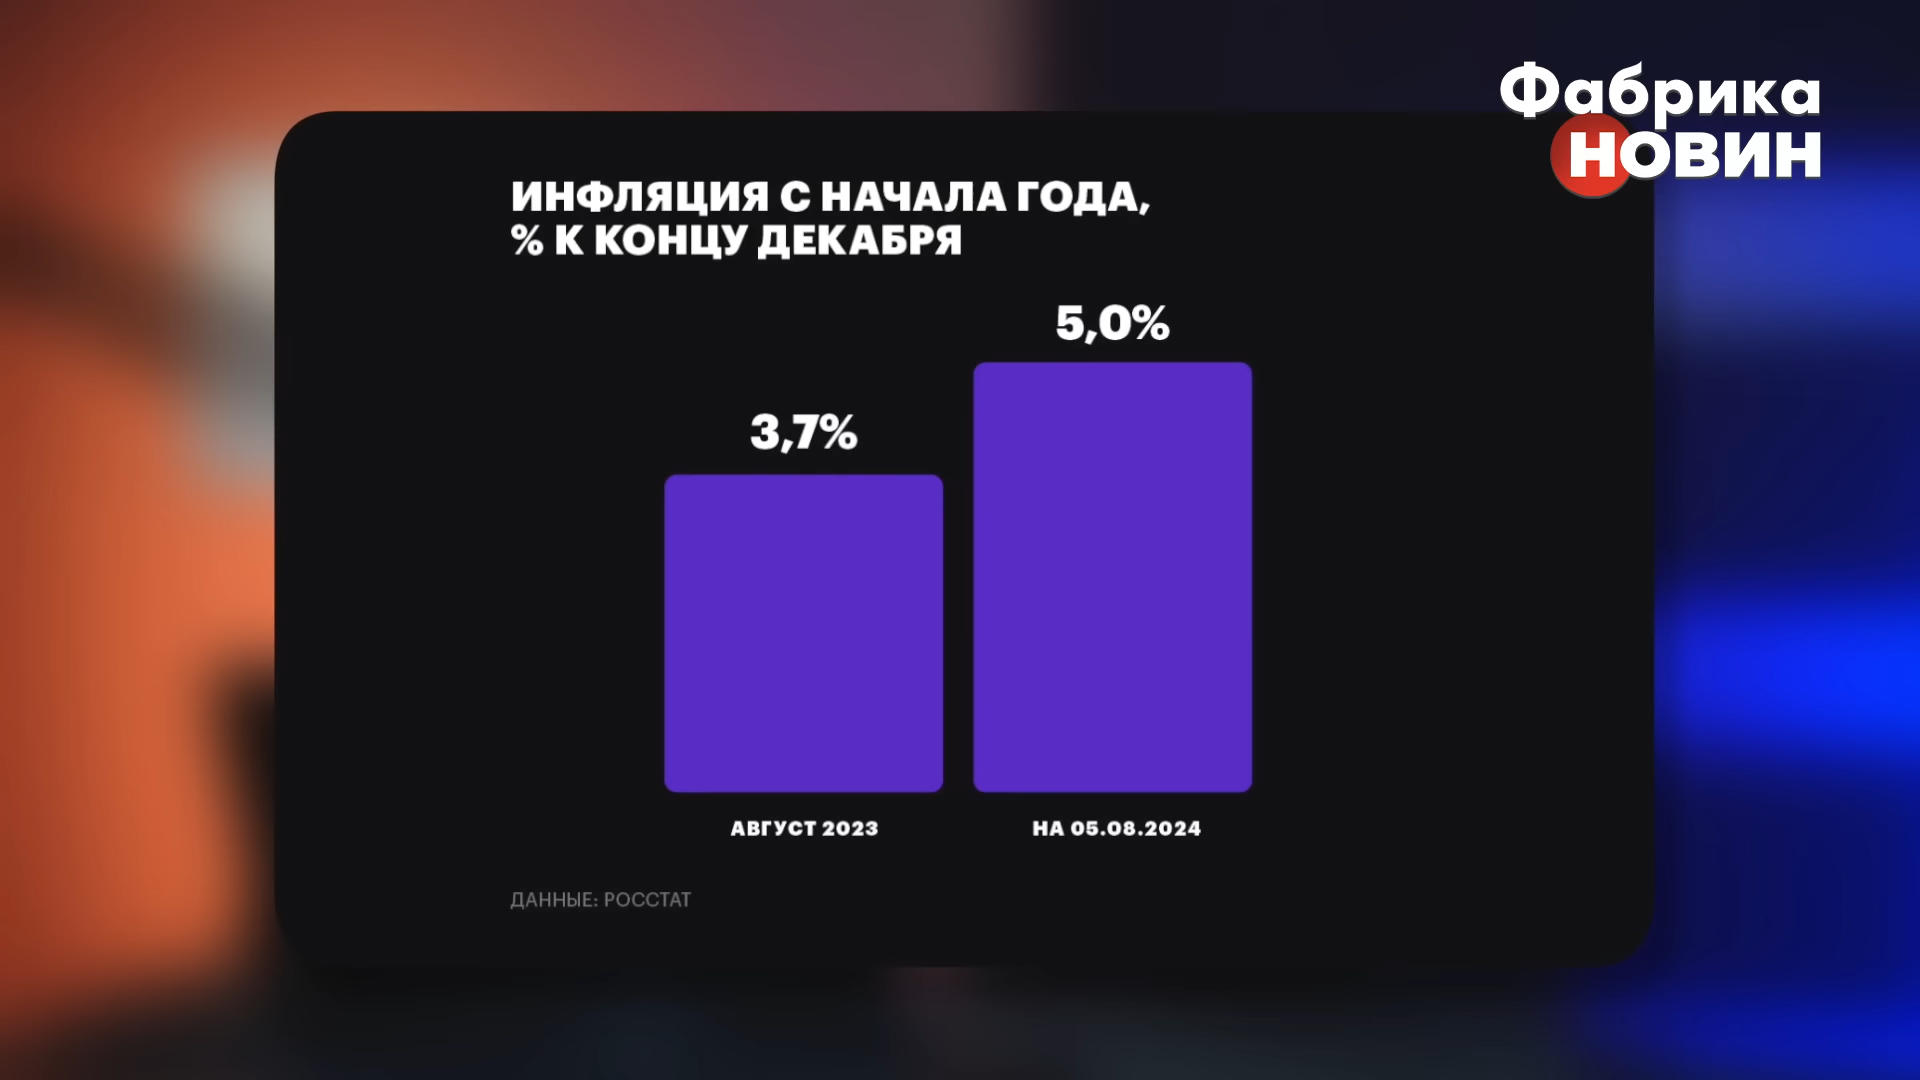 Фабрика
новин
ИНФЛЯЦИЯ С НАЧАЛА ГОДА,
% К КОНЦУ ДЕКАБРЯ
3,7%
5,0%
АВГУСТ 2023
НА 05.08.2024
ДАННЫЕ: РОССТАТ